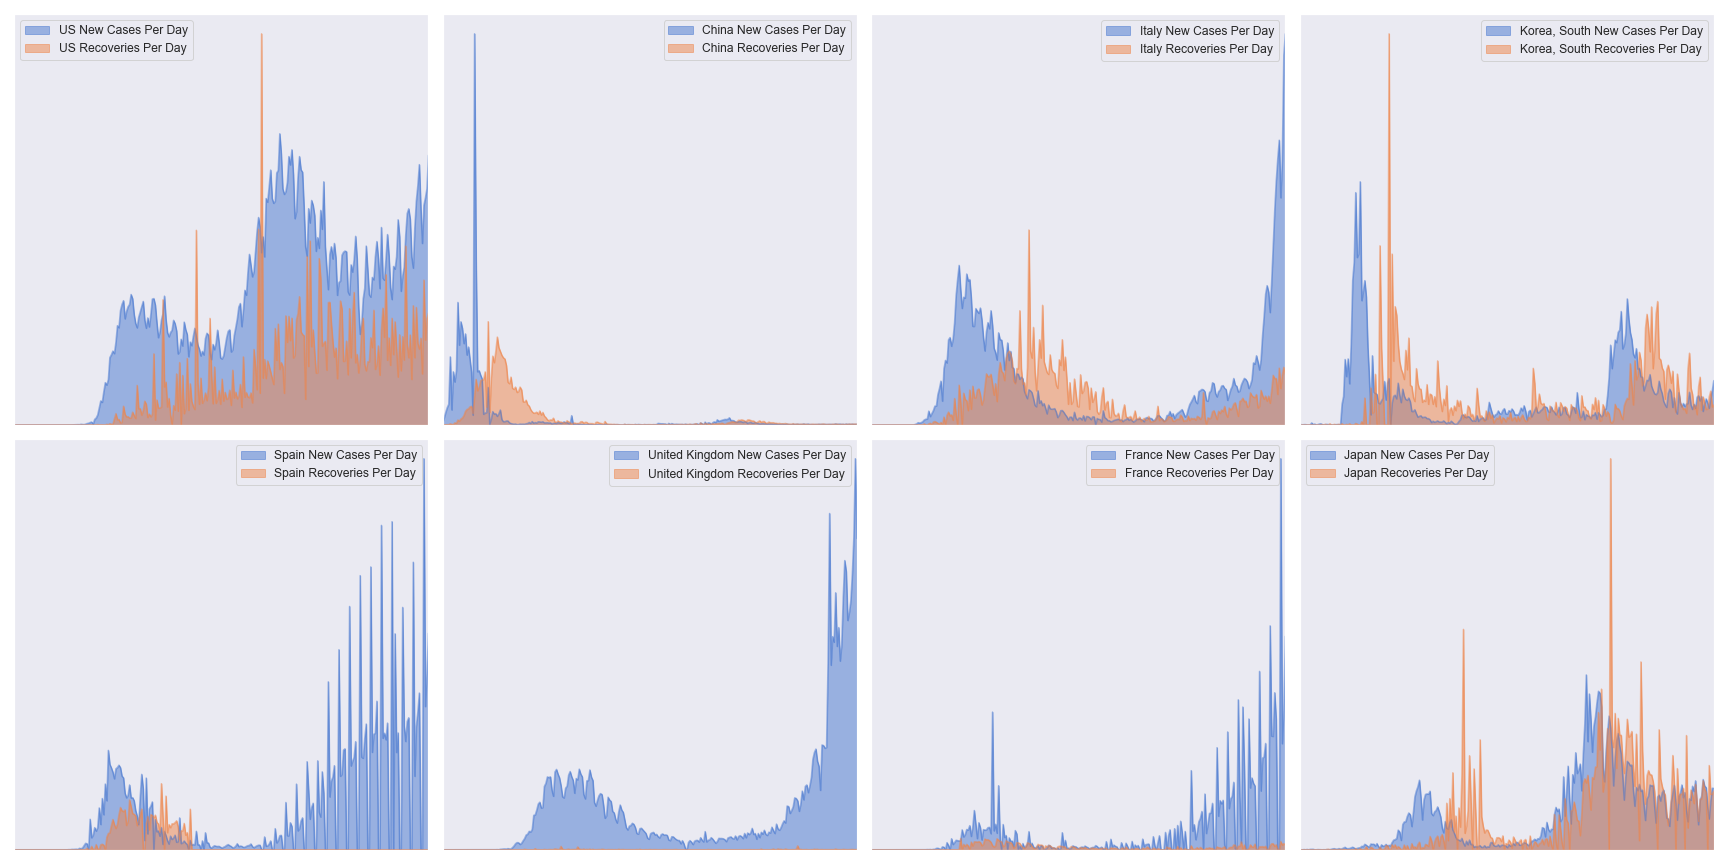 US New Cases Per Day
US Recoveries Per Day
China New Cases Per Day
China Recoveries Per Day
Italy New Cases Per Day
Italy Recoveries Per Day
Korea, South New Cases Per Day
Korea, South Recoveries Per Day
Spain New Cases Per Day
Spain Recoveries Per Day
United Kingdom New Cases Per Day
United Kingdom Recoveries Per Day
France New Cases Per Day
France Recoveries Per Day
Japan New Cases Per Day
Japan Recoveries Per Day